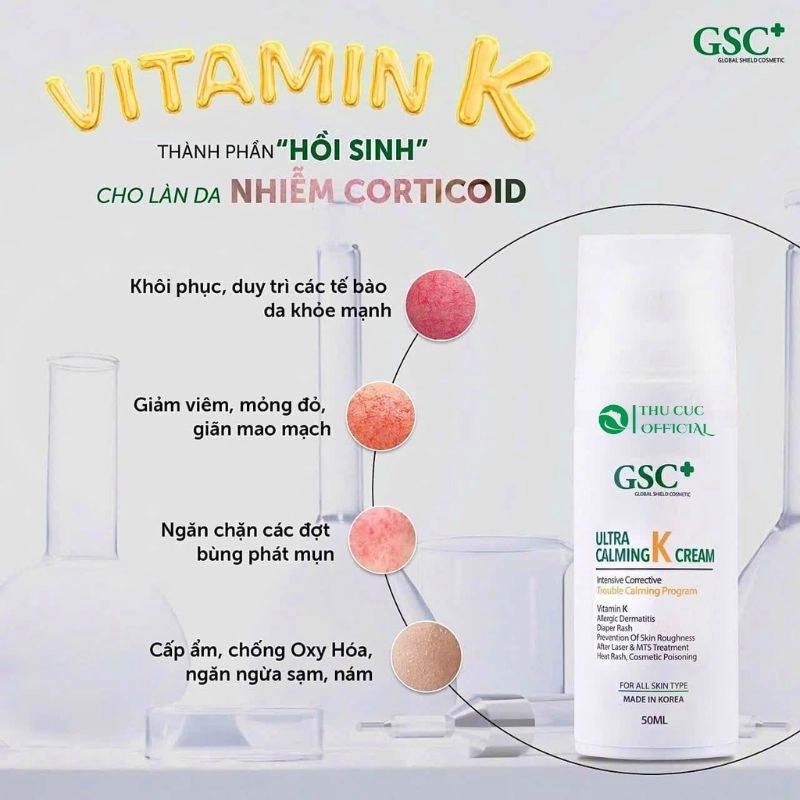 VITAMIN K
GSC+
GLOBAL SHIELD COSMETIC
THÀNH PHẦN "HỒI SINH"
CHO LÀN DA NHIỄM CORTICOID
Khôi phục, duy trì các tế bào
da khỏe mạnh
Giảm viêm, mỏng đỏ,
giãn mao mạch
Ngăn chặn các đợt
bùng phát mụn
Cấp ẩm, chống Oxy Hóa,
ngăn ngừa sạm, nám
THU CUC
OFFICIAL
GSC+
GLOBAL SHIELD COSMETIC
ULTRA
CALMING K CREAM
Intensive Corrective
Trouble Calming Program
Vitamin K
Allergic Dermatitis
Diaper Rash
Prevention Of Skin Roughness
After Laser & MTS Treatment
Heat Rash, Cosmetic Poisoning
FOR ALL SKIN TYPE
MADE IN KOREA
50ML